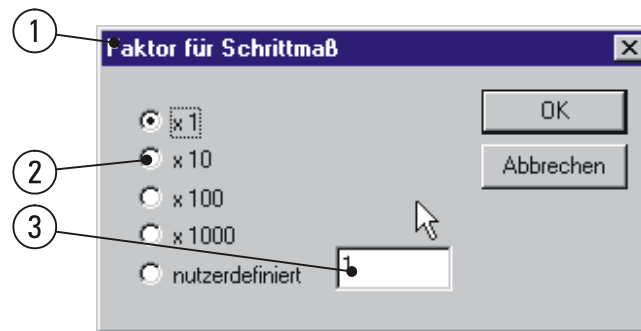 1
Faktor für Schrittmaß
x 1
OK
2
x 10
Abbrechen
x 100
3
x 1000
nutzerdefiniert
1